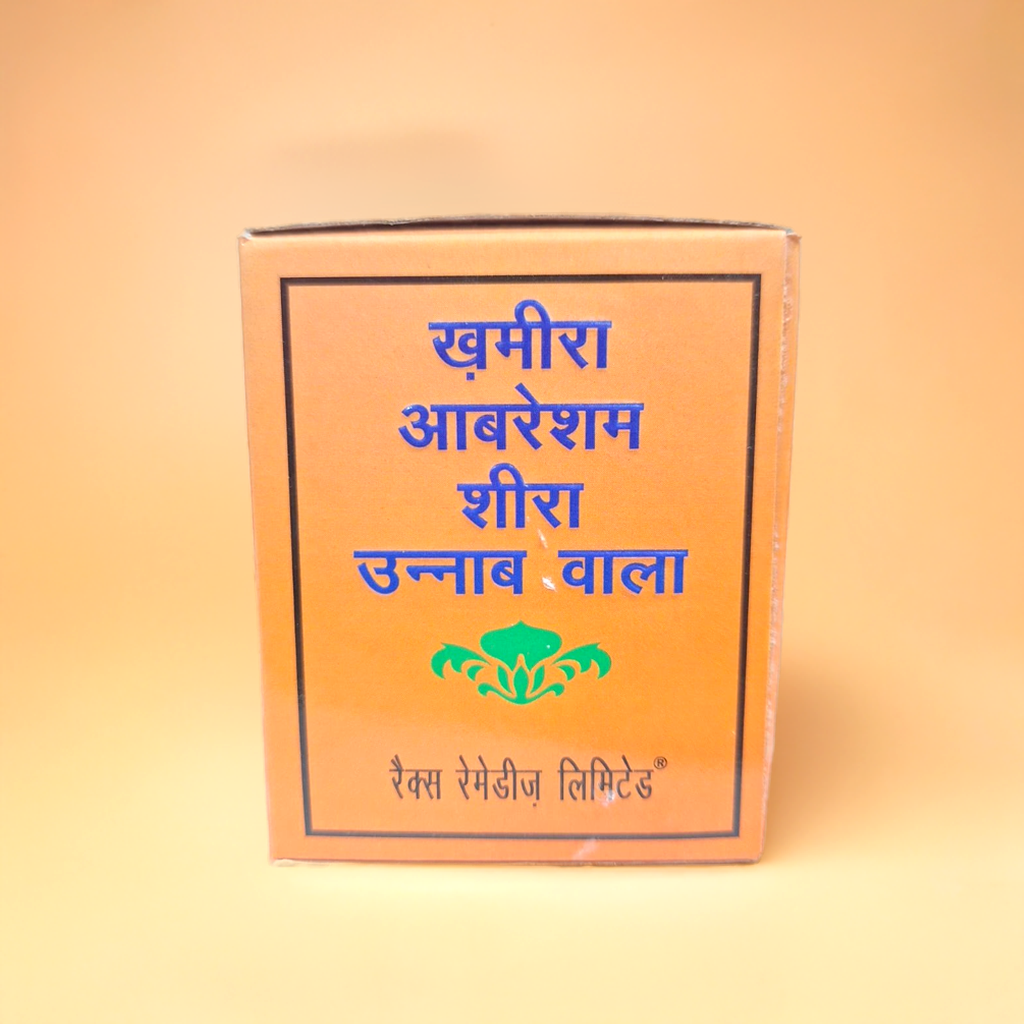 ख़मीरा
आबरेशम
शीरा
उन्नाब वाला
रैक्स रेमेडीज़ लिमिटेड®